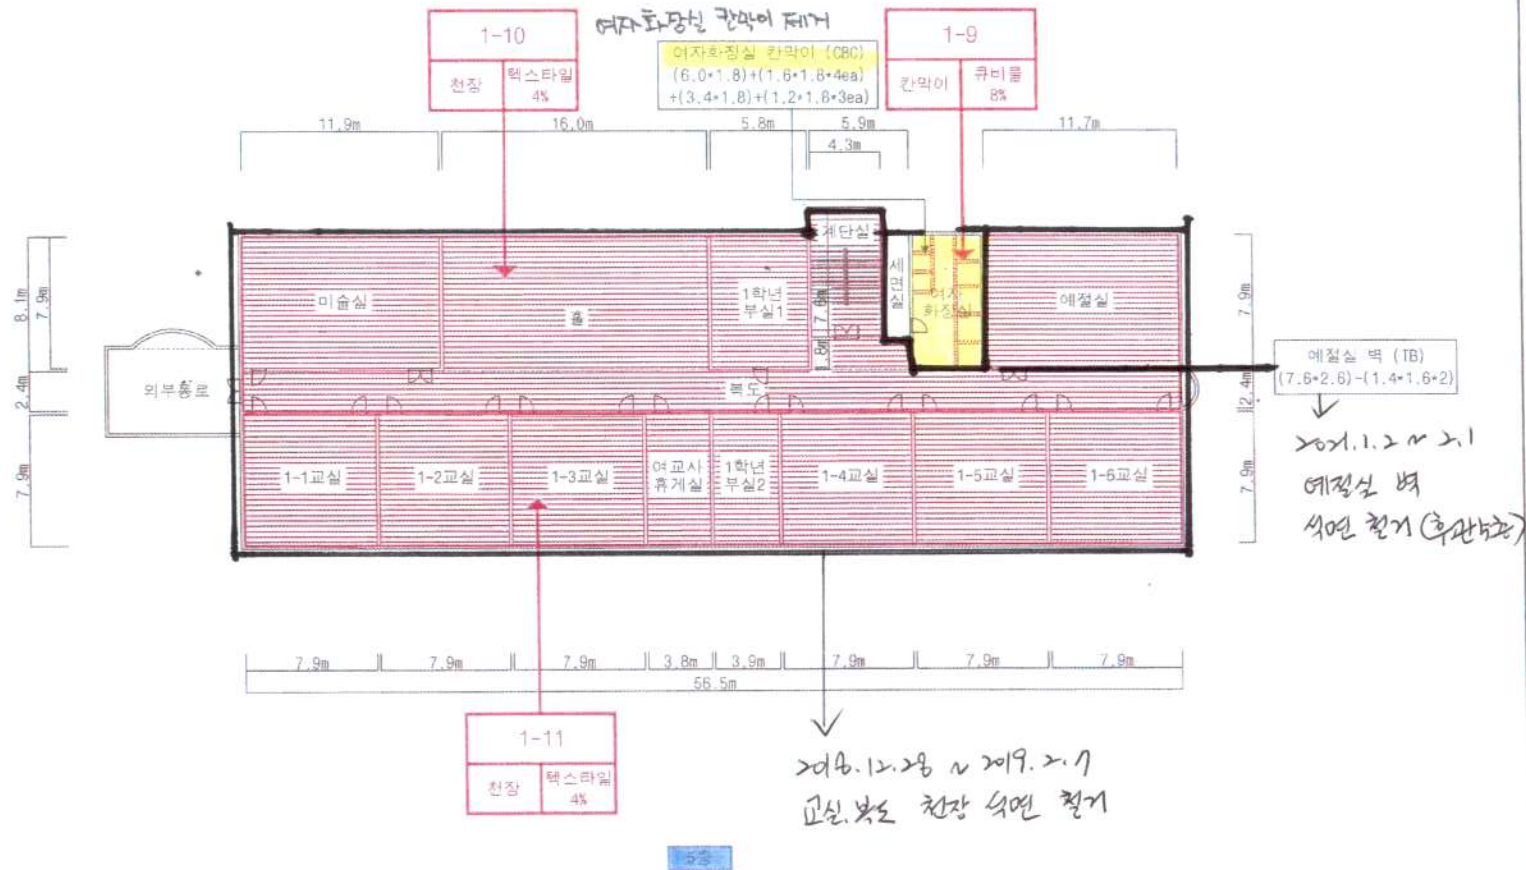 여자화장실 칸막이 제거
1-10
천장
텍스타일
4%
여자화장실 칸막이 (CBC)
(6.0*1.8)+(1.6*1.8*4ea)
+(3.4*1.8)+(1.2*1.8*3ea)
1-9
칸막이
큐비클
8%
11.9m
16.0m
5.8m
5.9m
4.3m
11.7m
8.1m
7.9m
2.4m
7.9m
미술실
홀
1학년
부실1
계단실
7.6m
1.8m
세면실
여자
화장실
예절실
7.9m
2.4m
7.9m
외부통로
복도
예절실 벽 (TB)
(7.6*2.6)-(1.4*1.6*2)
2021.1.2 ~ 2.1
예절실 벽
석면 철거 (후관5층)
1-1교실
1-2교실
1-3교실
여교사
휴게실
1학년
부실2
1-4교실
1-5교실
1-6교실
7.9m
7.9m
7.9m
3.8m
3.9m
7.9m
7.9m
7.9m
56.5m
1-11
천장
텍스타일
4%
2018.12.28 ~ 2019.2.7
교실.복도 천장 석면 철거
5층